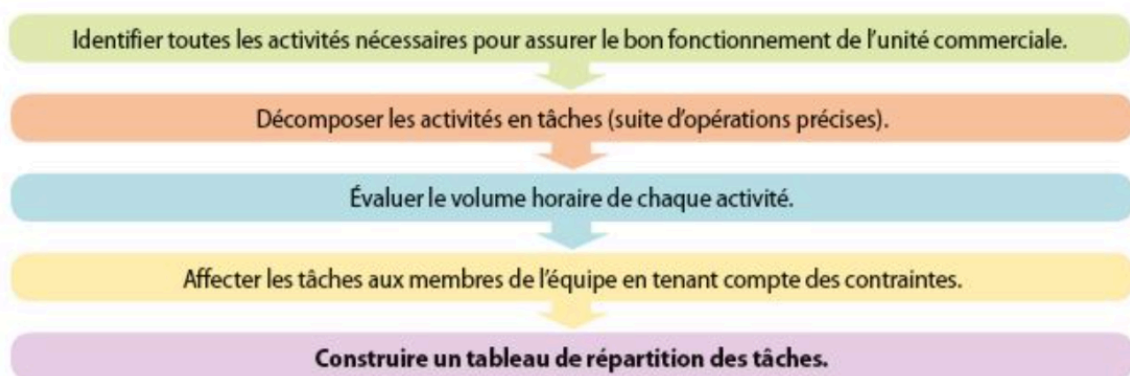 Identifier toutes les activités nécessaires pour assurer le bon fonctionnement de l’unité commerciale.
Décomposer les activités en tâches (suite d’opérations précises).
Évaluer le volume horaire de chaque activité.
Affecter les tâches aux membres de l’équipe en tenant compte des contraintes.
Construire un tableau de répartition des tâches.